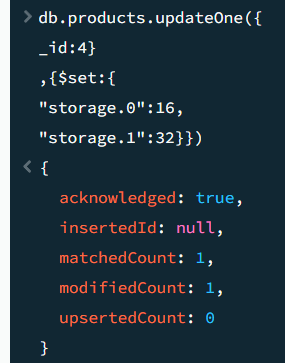 > db.products.updateOne({
_id:4}
,{$set:{
"storage.0":16,
"storage.1":32}})
< {
acknowledged: true,
insertedId: null,
matchedCount: 1,
modifiedCount: 1,
upsertedCount: 0
}